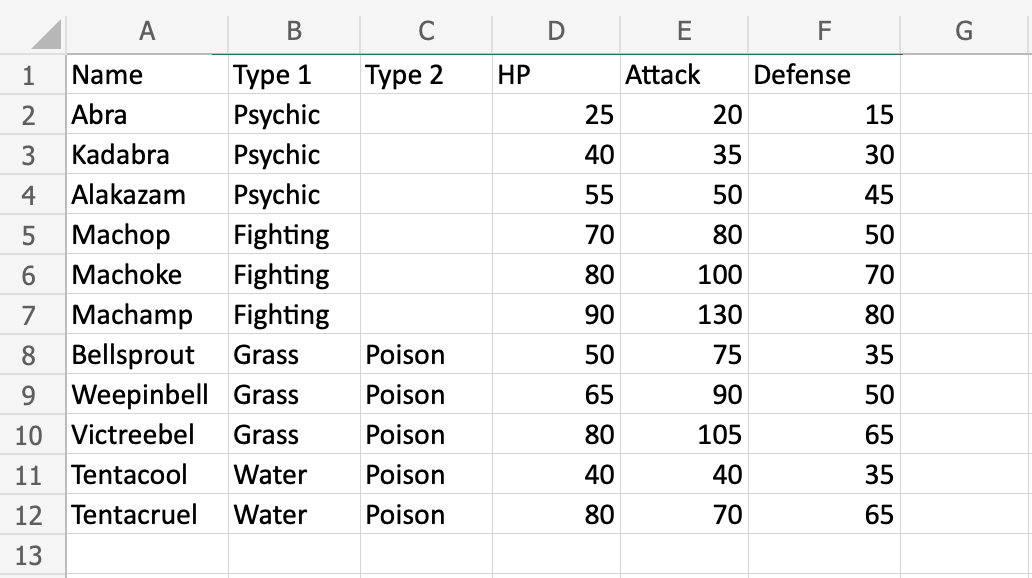 A B C D E F G
1 Name Type 1 Type 2 HP Attack Defense
2 Abra Psychic 25 20 15
3 Kadabra Psychic 40 35 30
4 Alakazam Psychic 55 50 45
5 Machop Fighting 70 80 50
6 Machoke Fighting 80 100 70
7 Machamp Fighting 90 130 80
8 Bellsprout Grass Poison 50 75 35
9 Weepinbell Grass Poison 65 90 50
10 Victreebel Grass Poison 80 105 65
11 Tentacool Water Poison 40 40 35
12 Tentacruel Water Poison 80 70 65
13